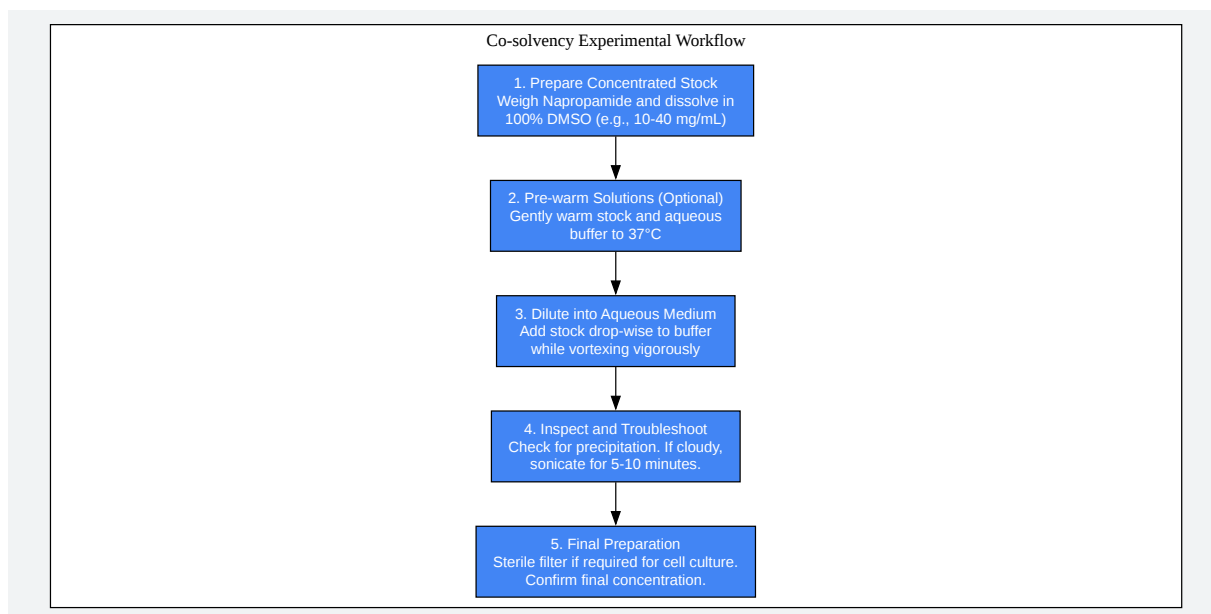 Co-solvency Experimental Workflow
1. Prepare Concentrated Stock
Weigh Napropamide and dissolve in
100% DMSO (e.g., 10-40 mg/mL)
2. Pre-warm Solutions (Optional)
Gently warm stock and aqueous
buffer to 37°C
3. Dilute into Aqueous Medium
Add stock drop-wise to buffer
while vortexing vigorously
4. Inspect and Troubleshoot
Check for precipitation. If cloudy,
sonicate for 5-10 minutes.
5. Final Preparation
Sterile filter if required for cell culture.
Confirm final concentration.